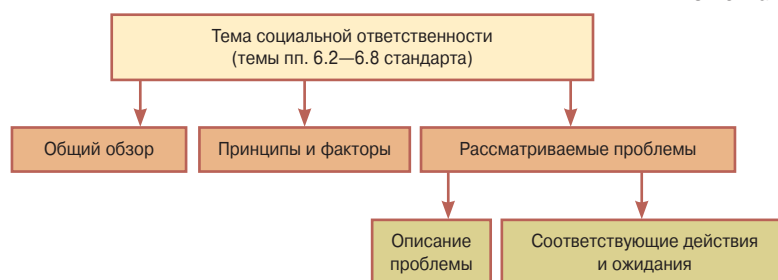 Тема социальной ответственности
(темы пп. 6.2—6.8 стандарта)
Общий обзор
Принципы и факторы
Рассматриваемые проблемы
Описание
проблемы
Соответствующие действия
и ожидания